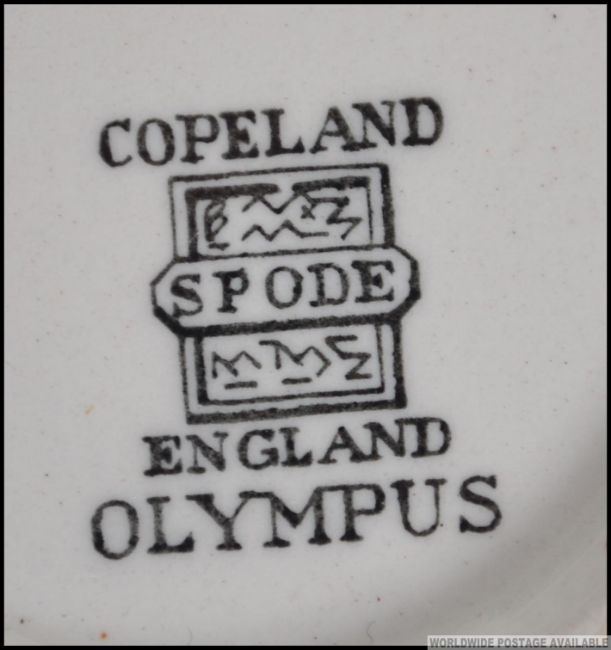 COPELAND
SPODE
ENGLAND
OLYMPUS
WORLDWIDE POSTAGE AVAILABLE